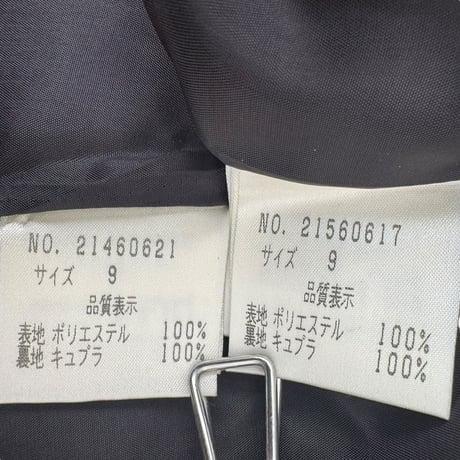 NO. 21460621
サイズ 9
品質表示
表地 ポリエステル 100%
裏地 キュプラ 100%
NO. 21560617
サイズ 9
品質表示
表地 ポリエステル 100%
裏地 キュプラ 100%